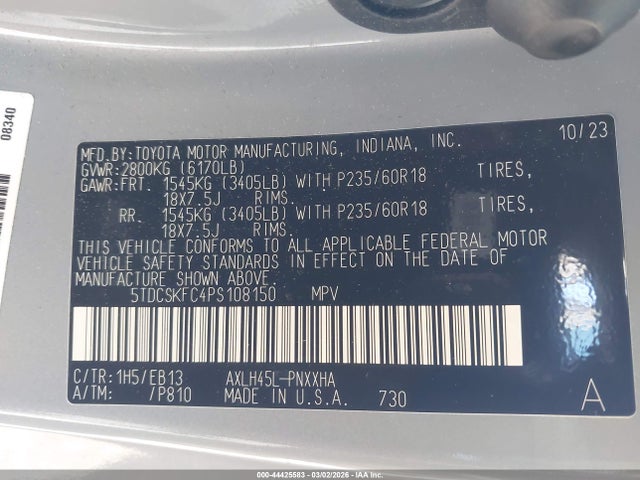 08340
10/23
MFD.BY:TOYOTA MOTOR MANUFACTURING, INDIANA, INC.
GVWR:2800KG (6170LB)
GAWR:FRT. 1545KG (3405LB) WITH P235/60R18 TIRES,
18X7.5J RIMS.
RR. 1545KG (3405LB) WITH P235/60R18 TIRES,
18X7.5J RIMS.
THIS VEHICLE CONFORMS TO ALL APPLICABLE FEDERAL MOTOR
VEHICLE SAFETY STANDARDS IN EFFECT ON THE DATE OF
MANUFACTURE SHOWN ABOVE
5TDCSKFC4PS108150 MPV
C/TR:1H5/EB13 AXLH45L-PNXXHA
A/TM: /P810 MADE IN U.S.A. 730 A
000-44425583 | 03/02/2026 | IAA Inc.